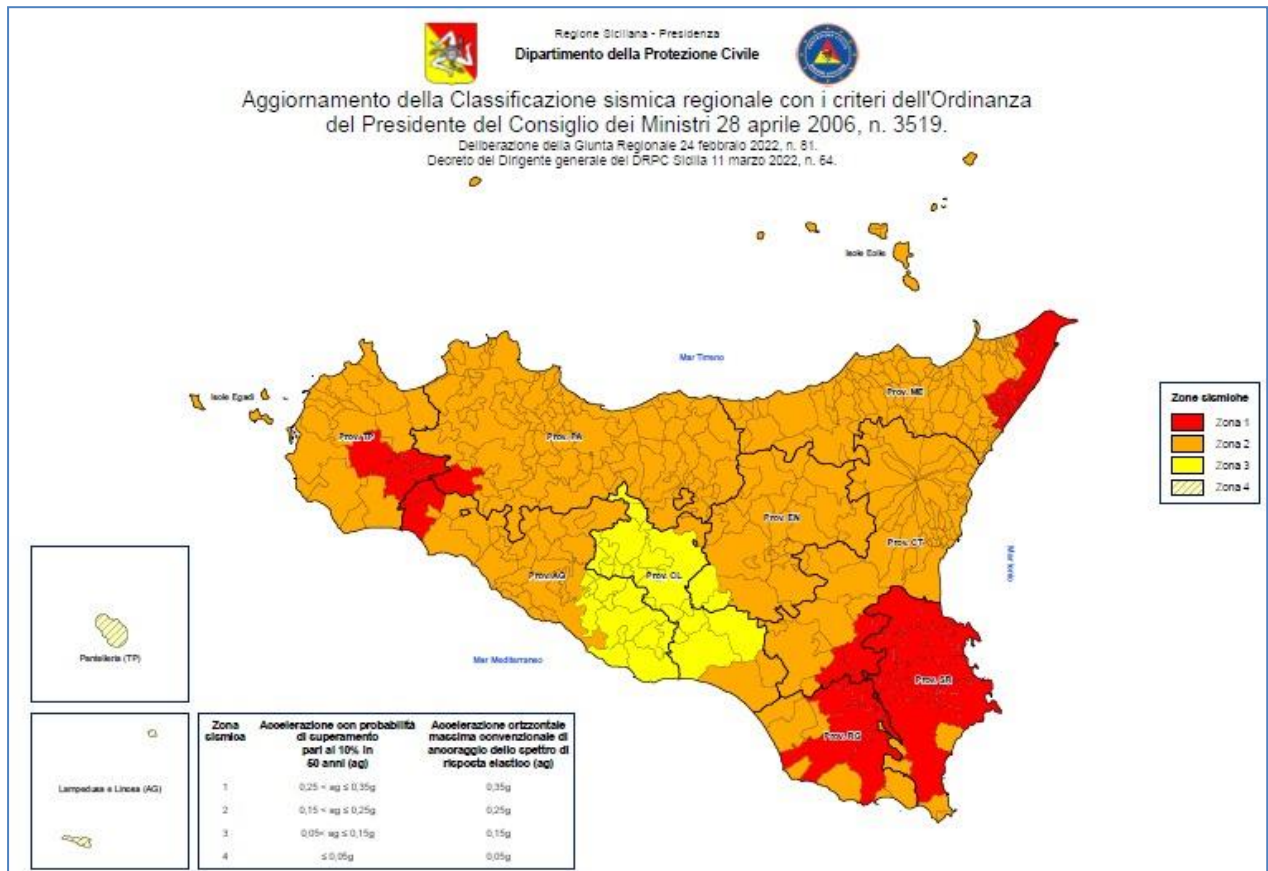 Regione Siciliana - Presidenza
Dipartimento della Protezione Civile
Aggiornamento della Classificazione sismica regionale con i criteri dell'Ordinanza
del Presidente del Consiglio dei Ministri 28 aprile 2006, n. 3519.
Deliberazione della Giunta Regionale 24 febbraio 2022, n. 81.
Decreto del Dirigente generale del DRPC Sicilia 11 marzo 2022, n. 64.
Isole Eolie
Mar Tirreno
Isole Egadi
Prov. ME
Prov. TP
Prov. PA
Zone sismiche
Zona 1
Zona 2
Zona 3
Zona 4
Prov. EN
Prov. CT
Mar Ionio
Prov. AG
Prov. CL
Pantelleria (TP)
Mar Mediterraneo
Prov. SR
Prov. RG
Lampedusa e Linosa (AG)
Zona sismica
Accelerazione con probabilità di superamento pari al 10% in 50 anni (ag)
Accelerazione orizzontale massima convenzionale di ancoraggio dello spettro di risposta elastico (ag)
1 0,25 < ag ≤ 0,35g 0,35g
2 0,15 < ag ≤ 0,25g 0,25g
3 0,05< ag ≤ 0,15g 0,15g
4 ≤ 0,05g 0,05g